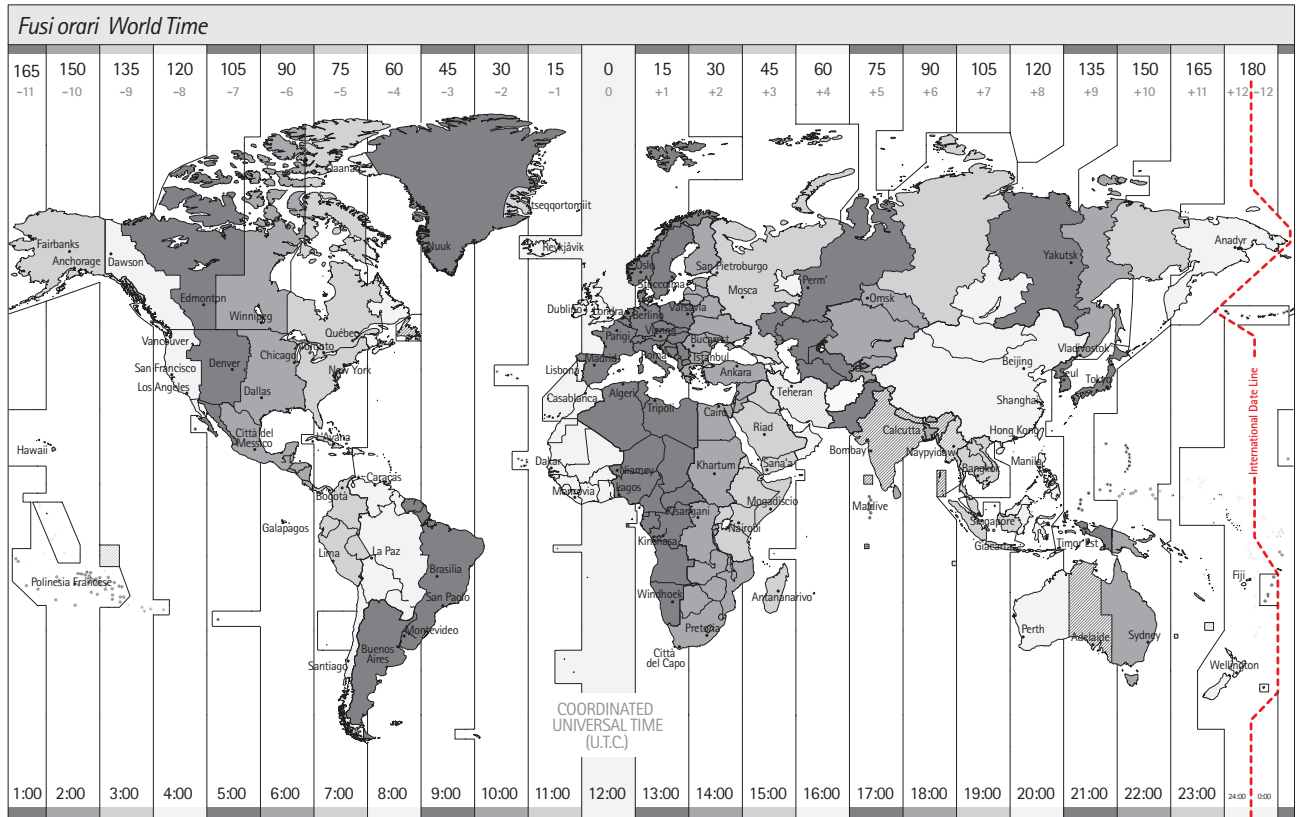 Fusi orari World Time
165 150 135 120 105 90 75 60 45 30 15 0 15 30 45 60 75 90 105 120 135 150 165 180
−11 −10 −9 −8 −7 −6 −5 −4 −3 −2 −1 0 +1 +2 +3 +4 +5 +6 +7 +8 +9 +10 +11 +12 −12
Qaanaaq
Ittseqqortormiit
Fairbanks
Anchorage
Dawson
Nuuk
Reykjåvik
Oslo
San Pietroburgo
Anadyr
Yakutsk
Stoccolma
Mosca
Perm'
Omsk
Edmonton
Winnipeg
Dublino
Londra
Berlino
Varsavia
Québec
Vancouver
Parigi
Vienna
Bucarest
Chicago
Toronto
Vladivostok
San Francisco
Denver
New York
Madrid
Roma
Istanbul
Beijing
Seul
Tokyo
Los Angeles
Dallas
Lisbona
Ankara
Teheran
Casablanca
Algeri
Tripoli
Cairo
Shanghai
Hawaii
Città del
Messico
L'Avana
Riad
Calcutta
Hong Kong
Bombay
Naypyidaw
Dakar
Niamey
Khartum
Sana'a
Bangkok
Manila
Caracas
Monrovia
Lagos
Bogotà
Mogadiscio
Maldive
Galapagos
Kisangani
Nairobi
Singapore
Lima
La Paz
Kinshasa
Giacarta
Timor Est
Polinesia Francese
Brasilia
Fiji
San Paolo
Windhoek
Antananarivo
Montevideo
Pretoria
Perth
Adelaide
Sydney
Santiago
Buenos
Aires
Città
del Capo
Wellington
International Date Line
COORDINATED
UNIVERSAL TIME
(U.T.C.)
1:00 2:00 3:00 4:00 5:00 6:00 7:00 8:00 9:00 10:00 11:00 12:00 13:00 14:00 15:00 16:00 17:00 18:00 19:00 20:00 21:00 22:00 23:00 24:00 0:00